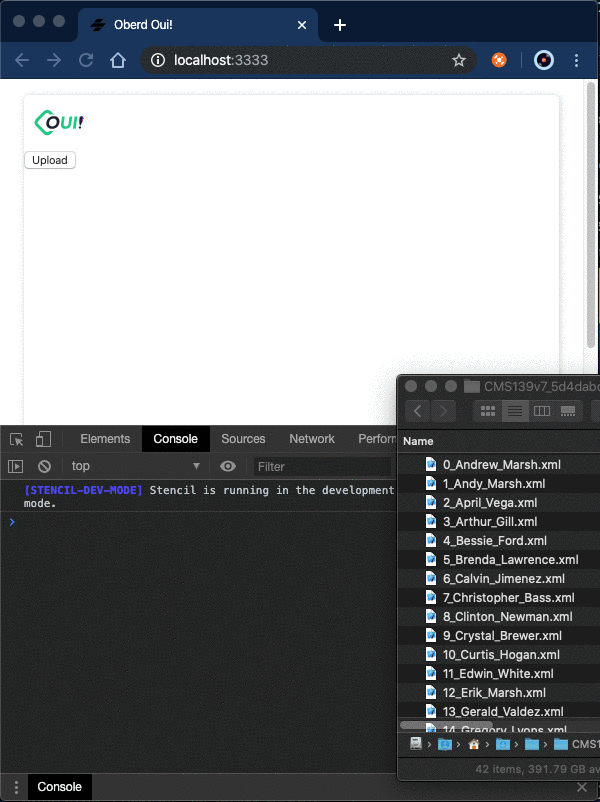 Oberd Oui!
localhost:3333
OUI!
Upload
CMS139v7_5d4dabc
Elements Console Sources Network Perform
top Filter
Name
[STENCIL-DEV-MODE] Stencil is running in the development
mode.
0_Andrew_Marsh.xml
1_Andy_Marsh.xml
2_April_Vega.xml
3_Arthur_Gill.xml
4_Bessie_Ford.xml
5_Brenda_Lawrence.xml
6_Calvin_Jimenez.xml
7_Christopher_Bass.xml
8_Clinton_Newman.xml
9_Crystal_Brewer.xml
10_Curtis_Hogan.xml
11_Edwin_White.xml
12_Erik_Marsh.xml
13_Gerald_Valdez.xml
14_Gregory_Lyons.xml
CMS1
42 items, 391.79 GB av
Console